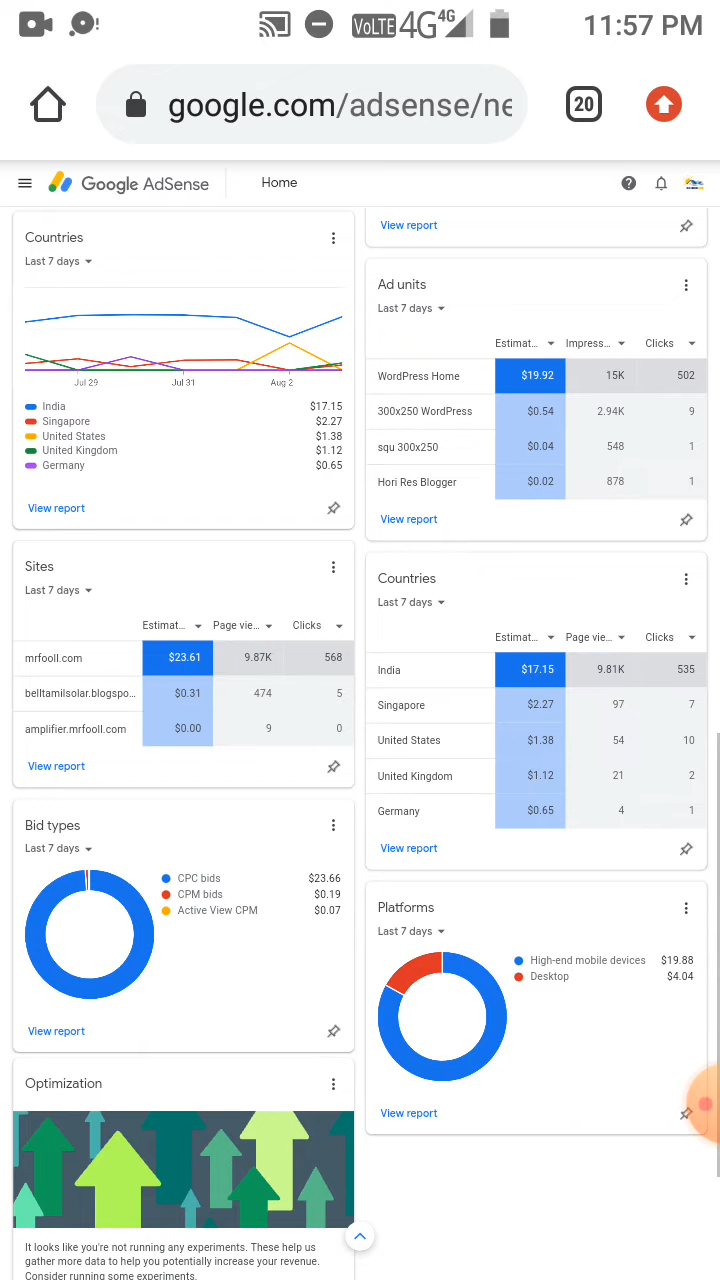 VoLTE 4G 4G 11:57 PM
google.com/adsense/ne 20
Google AdSense Home
Countries
Last 7 days
Jul 29 Jul 31 Aug 2
India $17.15
Singapore $2.27
United States $1.38
United Kingdom $1.12
Germany $0.65
View report
Sites
Last 7 days
Estimat... Page vie... Clicks
mrfooll.com $23.61 9.87K 568
belltamilsolar.blogspo... $0.31 474 5
amplifier.mrfooll.com $0.00 9 0
View report
Bid types
Last 7 days
CPC bids $23.66
CPM bids $0.19
Active View CPM $0.07
View report
Optimization
It looks like you're not running any experiments. These help us
gather more data to help you potentially increase your revenue.
Consider running some experiments.
View report
Ad units
Last 7 days
Estimat... Impress... Clicks
WordPress Home $19.92 15K 502
300x250 WordPress $0.54 2.94K 9
squ 300x250 $0.04 548 1
Hori Res Blogger $0.02 878 1
View report
Countries
Last 7 days
Estimat... Page vie... Clicks
India $17.15 9.81K 535
Singapore $2.27 97 7
United States $1.38 54 10
United Kingdom $1.12 21 2
Germany $0.65 4 1
View report
Platforms
Last 7 days
High-end mobile devices $19.88
Desktop $4.04
View report